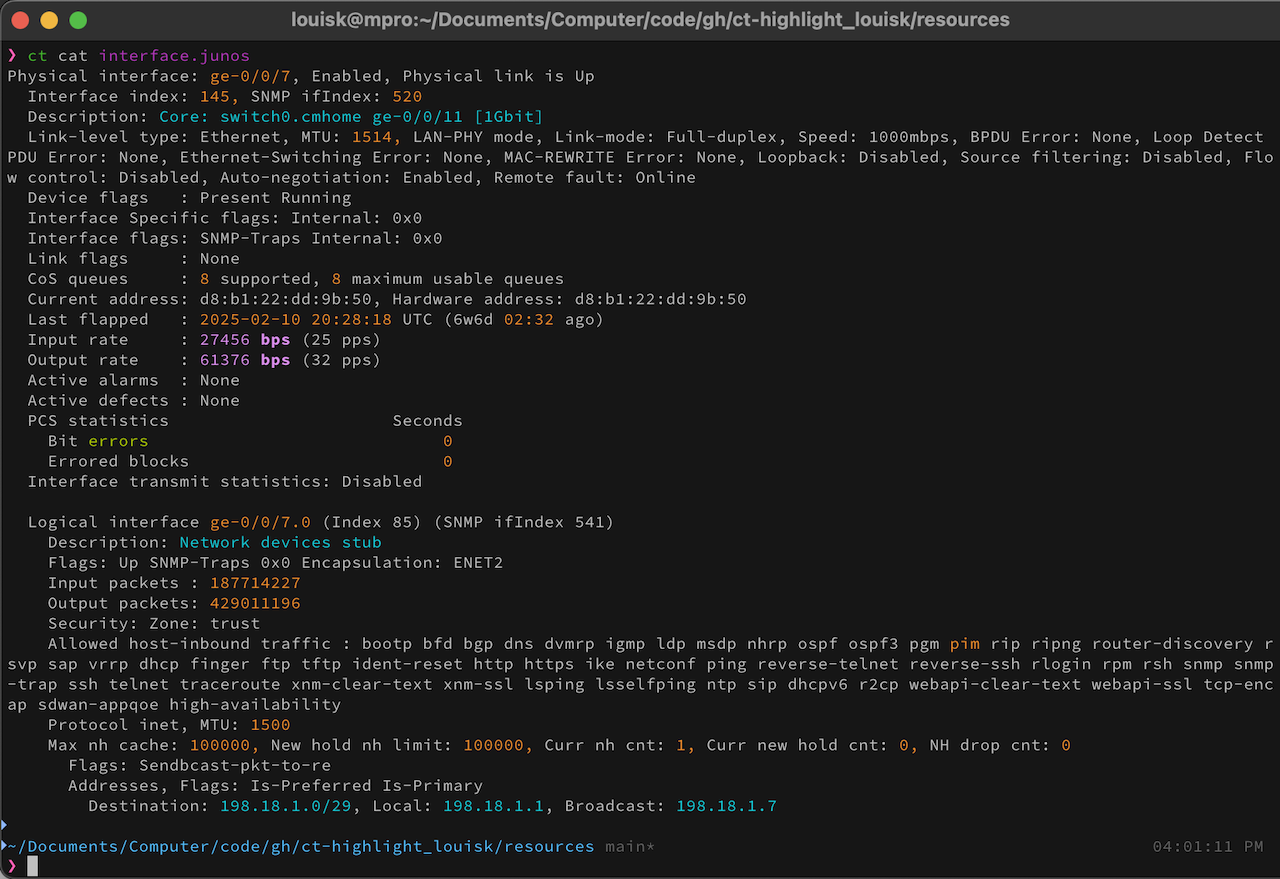 louisk@mpro:~/Documents/Computer/code/gh/ct-highlight_louisk/resources
❯ ct cat interface.junos
Physical interface: ge-0/0/7, Enabled, Physical link is Up
  Interface index: 145, SNMP ifIndex: 520
  Description: Core: switch0.cmhome ge-0/0/11 [1Gbit]
  Link-level type: Ethernet, MTU: 1514, LAN-PHY mode, Link-mode: Full-duplex, Speed: 1000mbps, BPDU Error: None, Loop Detect
PDU Error: None, Ethernet-Switching Error: None, MAC-REWRITE Error: None, Loopback: Disabled, Source filtering: Disabled, Flo
w control: Disabled, Auto-negotiation: Enabled, Remote fault: Online
  Device flags   : Present Running
  Interface Specific flags: Internal: 0x0
  Interface flags: SNMP-Traps Internal: 0x0
  Link flags     : None
  CoS queues     : 8 supported, 8 maximum usable queues
  Current address: d8:b1:22:dd:9b:50, Hardware address: d8:b1:22:dd:9b:50
  Last flapped   : 2025-02-10 20:28:18 UTC (6w6d 02:32 ago)
  Input rate     : 27456 bps (25 pps)
  Output rate    : 61376 bps (32 pps)
  Active alarms  : None
  Active defects : None
  PCS statistics                      Seconds
    Bit errors                             0
    Errored blocks                         0
  Interface transmit statistics: Disabled
  Logical interface ge-0/0/7.0 (Index 85) (SNMP ifIndex 541)
    Description: Network devices stub
    Flags: Up SNMP-Traps 0x0 Encapsulation: ENET2
    Input packets : 187714227
    Output packets: 429011196
    Security: Zone: trust
    Allowed host-inbound traffic : bootp bfd bgp dns dvmrp igmp ldp msdp nhrp ospf ospf3 pgm pim rip ripng router-discovery r
svp sap vrrp dhcp finger ftp tftp ident-reset http https ike netconf ping reverse-telnet reverse-ssh rlogin rpm rsh snmp snmp
-trap ssh telnet traceroute xnm-clear-text xnm-ssl lsping lsselfping ntp sip dhcpv6 r2cp webapi-clear-text webapi-ssl tcp-enc
ap sdwan-appqoe high-availability
    Protocol inet, MTU: 1500
    Max nh cache: 100000, New hold nh limit: 100000, Curr nh cnt: 1, Curr new hold cnt: 0, NH drop cnt: 0
      Flags: Sendbcast-pkt-to-re
      Addresses, Flags: Is-Preferred Is-Primary
        Destination: 198.18.1.0/29, Local: 198.18.1.1, Broadcast: 198.18.1.7
~/Documents/Computer/code/gh/ct-highlight_louisk/resources main* 04:01:11 PM
❯